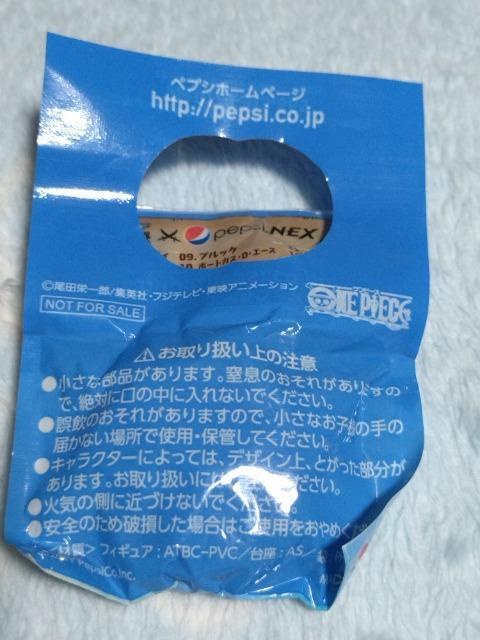 ペプシホームページ
http://pepsi.co.jp
pepsi NEX
09. ブルック
10. ポートガス・D・エース
©尾田栄一郎/集英社・フジテレビ・東映アニメーション
NOT FOR SALE
ONE PIECE
お取り扱い上の注意
●小さな部品があります。窒息のおそれがありますの
で、絶対に口の中に入れないでください。
●誤飲のおそれがありますので、小さなお子様の手の
届かない場所で使用・保管してください。
●キャラクターによっては、デザイン上、とがった部分が
あります。お取り扱いには
●火気の側に近づけないでください。
●安全のため破損した場合はご使用をおやめくだ
材質> フィギュア:ATBC-PVC/台座:AS/
PepsiCo,Inc.